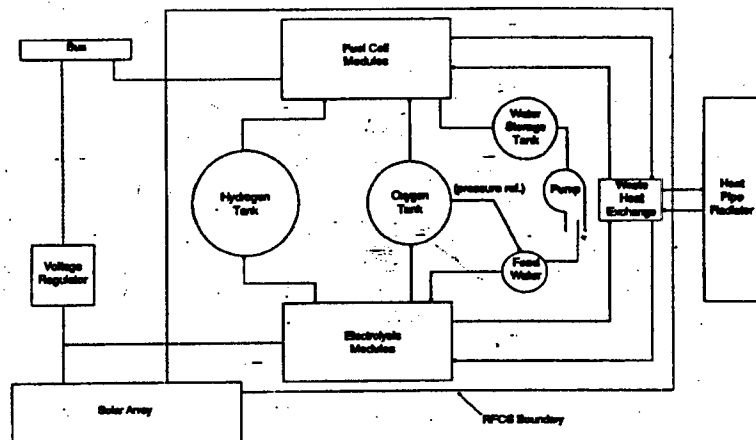 Bus
Fuel Cell
Modules
Water
Storage
Tank
Hydrogen
Tank
Oxygen
Tank
(pressure ref.)
Pump
Waste
Heat
Exchange
Heat
Pipe
Radiator
Voltage
Regulator
Feed
Water
Electrolysis
Modules
Solar Array
RFCS Boundary